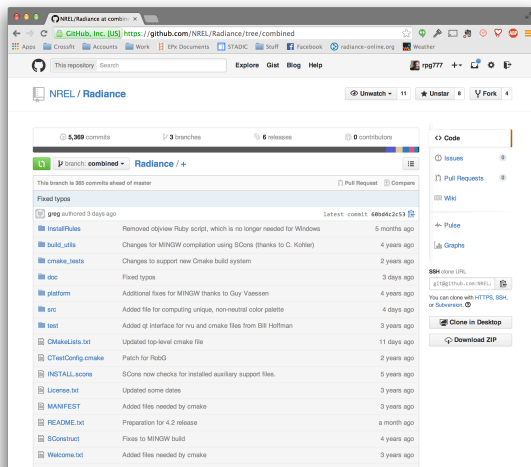 NREL/Radiance at combin
GitHub, Inc. [US] https://github.com/NREL/Radiance/tree/combined
Apps Crossfit Accounts Work EPx Documents STADIC Stuff Facebook radiance-online.org Weather
This repository Search Explore Gist Blog Help rpg777
NREL / Radiance Unwatch 11 Unstar 8 Fork 4
5,369 commits 3 branches 6 releases 0 contributors
branch: combined Radiance / +
This branch is 365 commits ahead of master Pull Request Compare
Fixed typos
greg authored 3 days ago latest commit 60bd4c2c53
InstallRules Removed objview Ruby script, which is no longer needed for Windows 5 months ago
build_utils Changes for MINGW compilation using SCons (thanks to C. Kohler) 4 years ago
cmake_tests Changes to support new Cmake build system 2 years ago
doc Fixed typos 3 days ago
platform Additional fixes for MINGW thanks to Guy Vaessen 4 years ago
src Added file for computing unique, non-neutral color palette 4 days ago
test Added qt interface for rvu and cmake files from Bill Hoffman 3 years ago
CMakeLists.txt Updated top-level cmake file 11 days ago
CTestConfig.cmake Patch for RobG 2 years ago
INSTALL.scons SCons now checks for installed auxiliary support files. 5 years ago
License.txt Updated some dates 3 years ago
MANIFEST Added files needed by cmake 3 years ago
README.txt Preparation for 4.2 release a month ago
SConstruct Fixes to MINGW build 4 years ago
Welcome.txt Added files needed by cmake 3 years ago
Code
Issues 0
Pull Requests 0
Wiki
Pulse
Graphs
SSH clone URL
git@github.com:NREL
You can clone with HTTPS, SSH,
or Subversion.
Clone in Desktop
Download ZIP